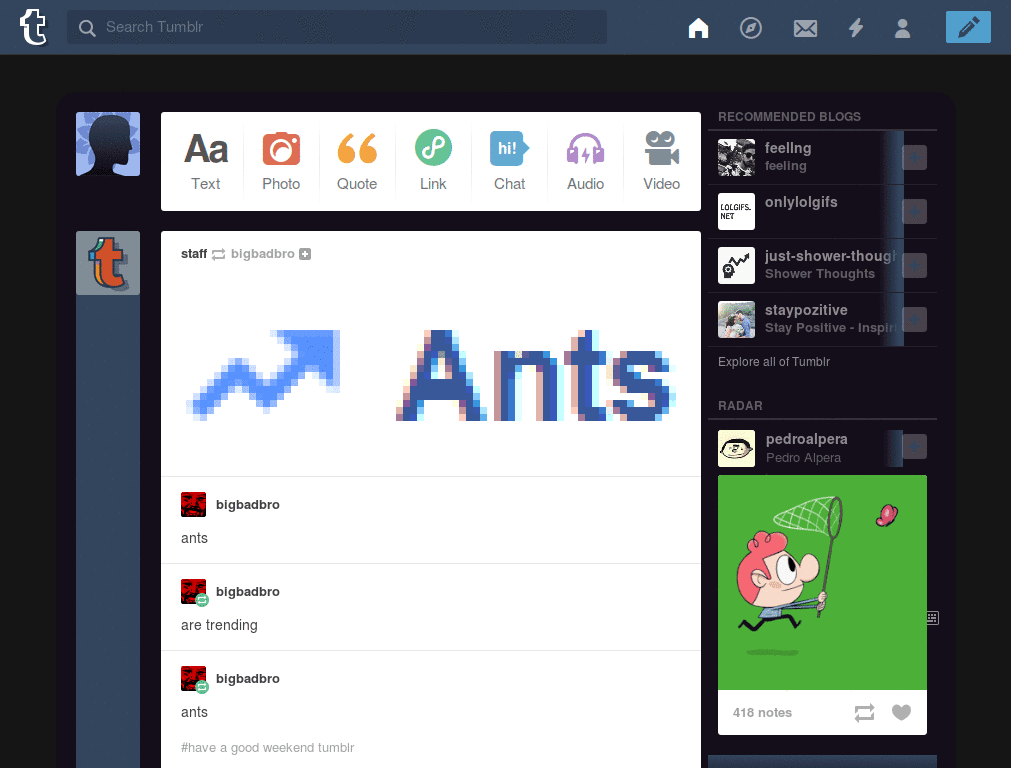 Search Tumblr
Aa
hi!
Text
Photo
Quote
Link
Chat
Audio
Video
staff bigbadbro
Ants
bigbadbro
ants
bigbadbro
are trending
bigbadbro
ants
#have a good weekend tumblr
RECOMMENDED BLOGS
feellng
feeling
LOLGIFS.
NET
onlylolgifs
just-shower-though
Shower Thoughts
staypozitive
Stay Positive - Inspiri
Explore all of Tumblr
RADAR
pedroalpera
Pedro Alpera
418 notes